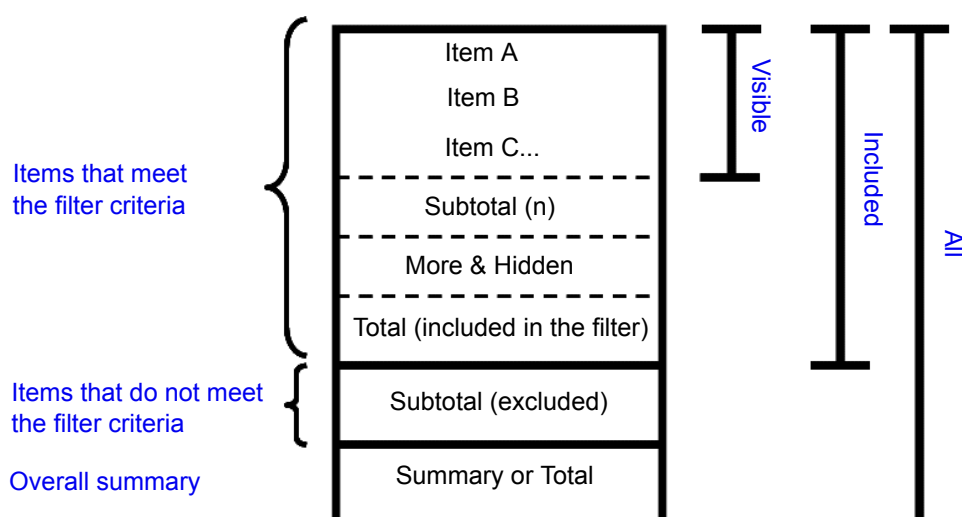 Item A
Item B
Item C...
Subtotal (n)
More & Hidden
Total (included in the filter)
Subtotal (excluded)
Summary or Total
Items that meet
the filter criteria
Items that do not meet
the filter criteria
Overall summary
Visible
Included
All